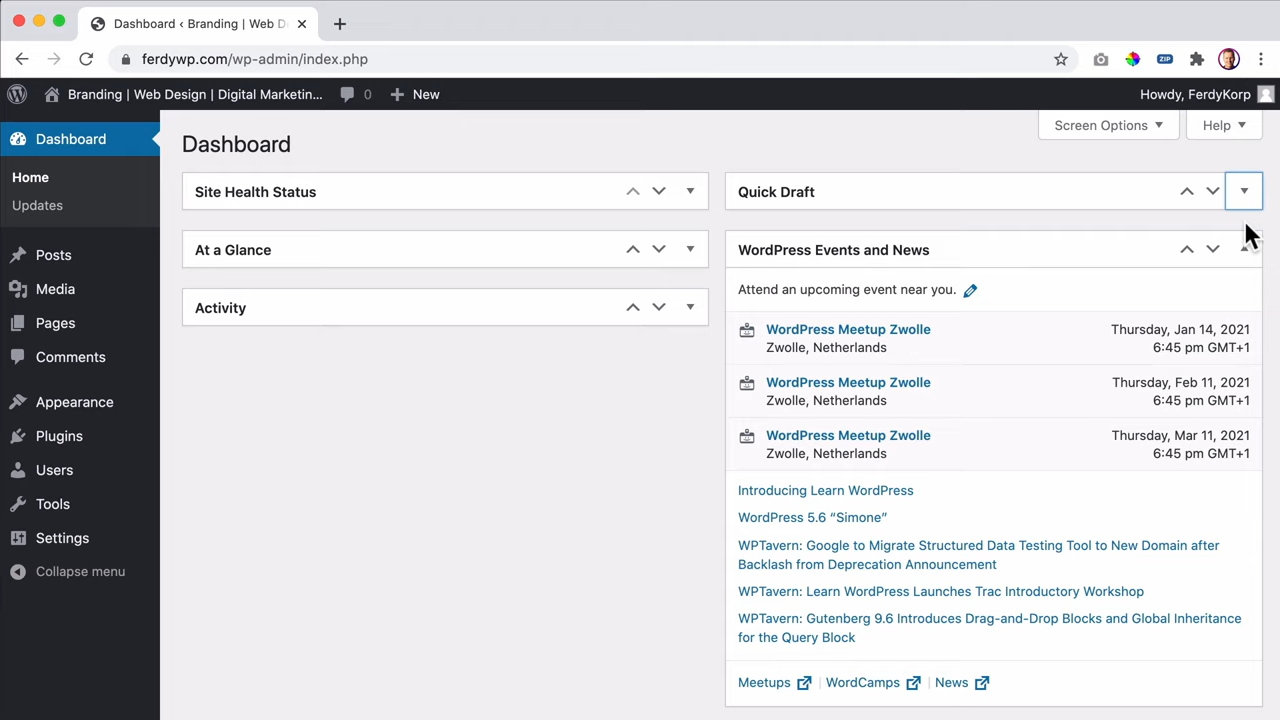 Dashboard ‹ Branding | Web D
ferdywp.com/wp-admin/index.php
ZIP
Branding | Web Design | Digital Marketin... 0 New
Howdy, FerdyKorp
Dashboard
Home
Updates
Posts
Media
Pages
Comments
Appearance
Plugins
Users
Tools
Settings
Collapse menu
Screen Options
Help
Dashboard
Site Health Status
At a Glance
Activity
Quick Draft
WordPress Events and News
Attend an upcoming event near you.
WordPress Meetup Zwolle Thursday, Jan 14, 2021
Zwolle, Netherlands 6:45 pm GMT+1
WordPress Meetup Zwolle Thursday, Feb 11, 2021
Zwolle, Netherlands 6:45 pm GMT+1
WordPress Meetup Zwolle Thursday, Mar 11, 2021
Zwolle, Netherlands 6:45 pm GMT+1
Introducing Learn WordPress
WordPress 5.6 “Simone”
WPTavern: Google to Migrate Structured Data Testing Tool to New Domain after
Backlash from Deprecation Announcement
WPTavern: Learn WordPress Launches Trac Introductory Workshop
WPTavern: Gutenberg 9.6 Introduces Drag-and-Drop Blocks and Global Inheritance
for the Query Block
Meetups | WordCamps | News